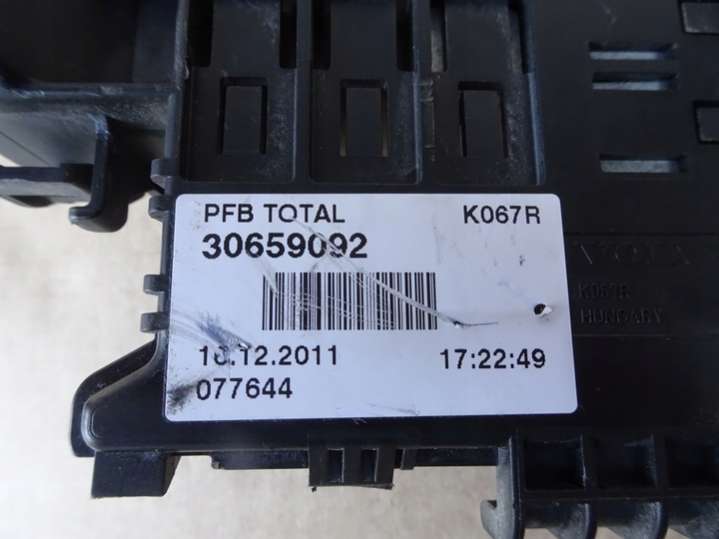 PFB TOTAL K067R
30659092
17:22:49
077644
K067R
HUNGARY